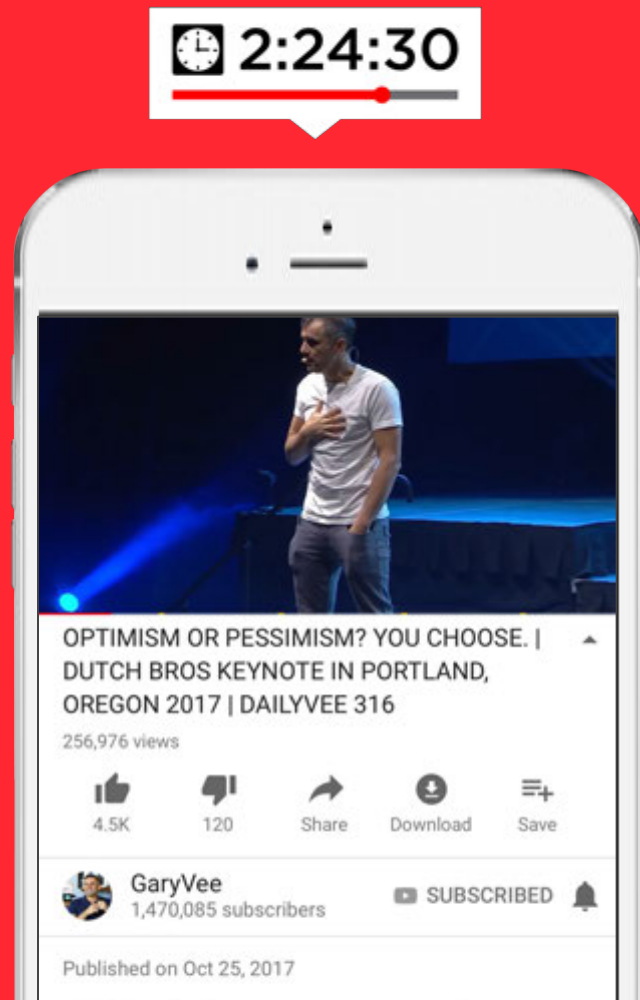 2:24:30
OPTIMISM OR PESSIMISM? YOU CHOOSE. |
DUTCH BROS KEYNOTE IN PORTLAND,
OREGON 2017 | DAILYVEE 316
256,976 views
4.5K 120 Share Download Save
GaryVee
1,470,085 subscribers
SUBSCRIBED
Published on Oct 25, 2017